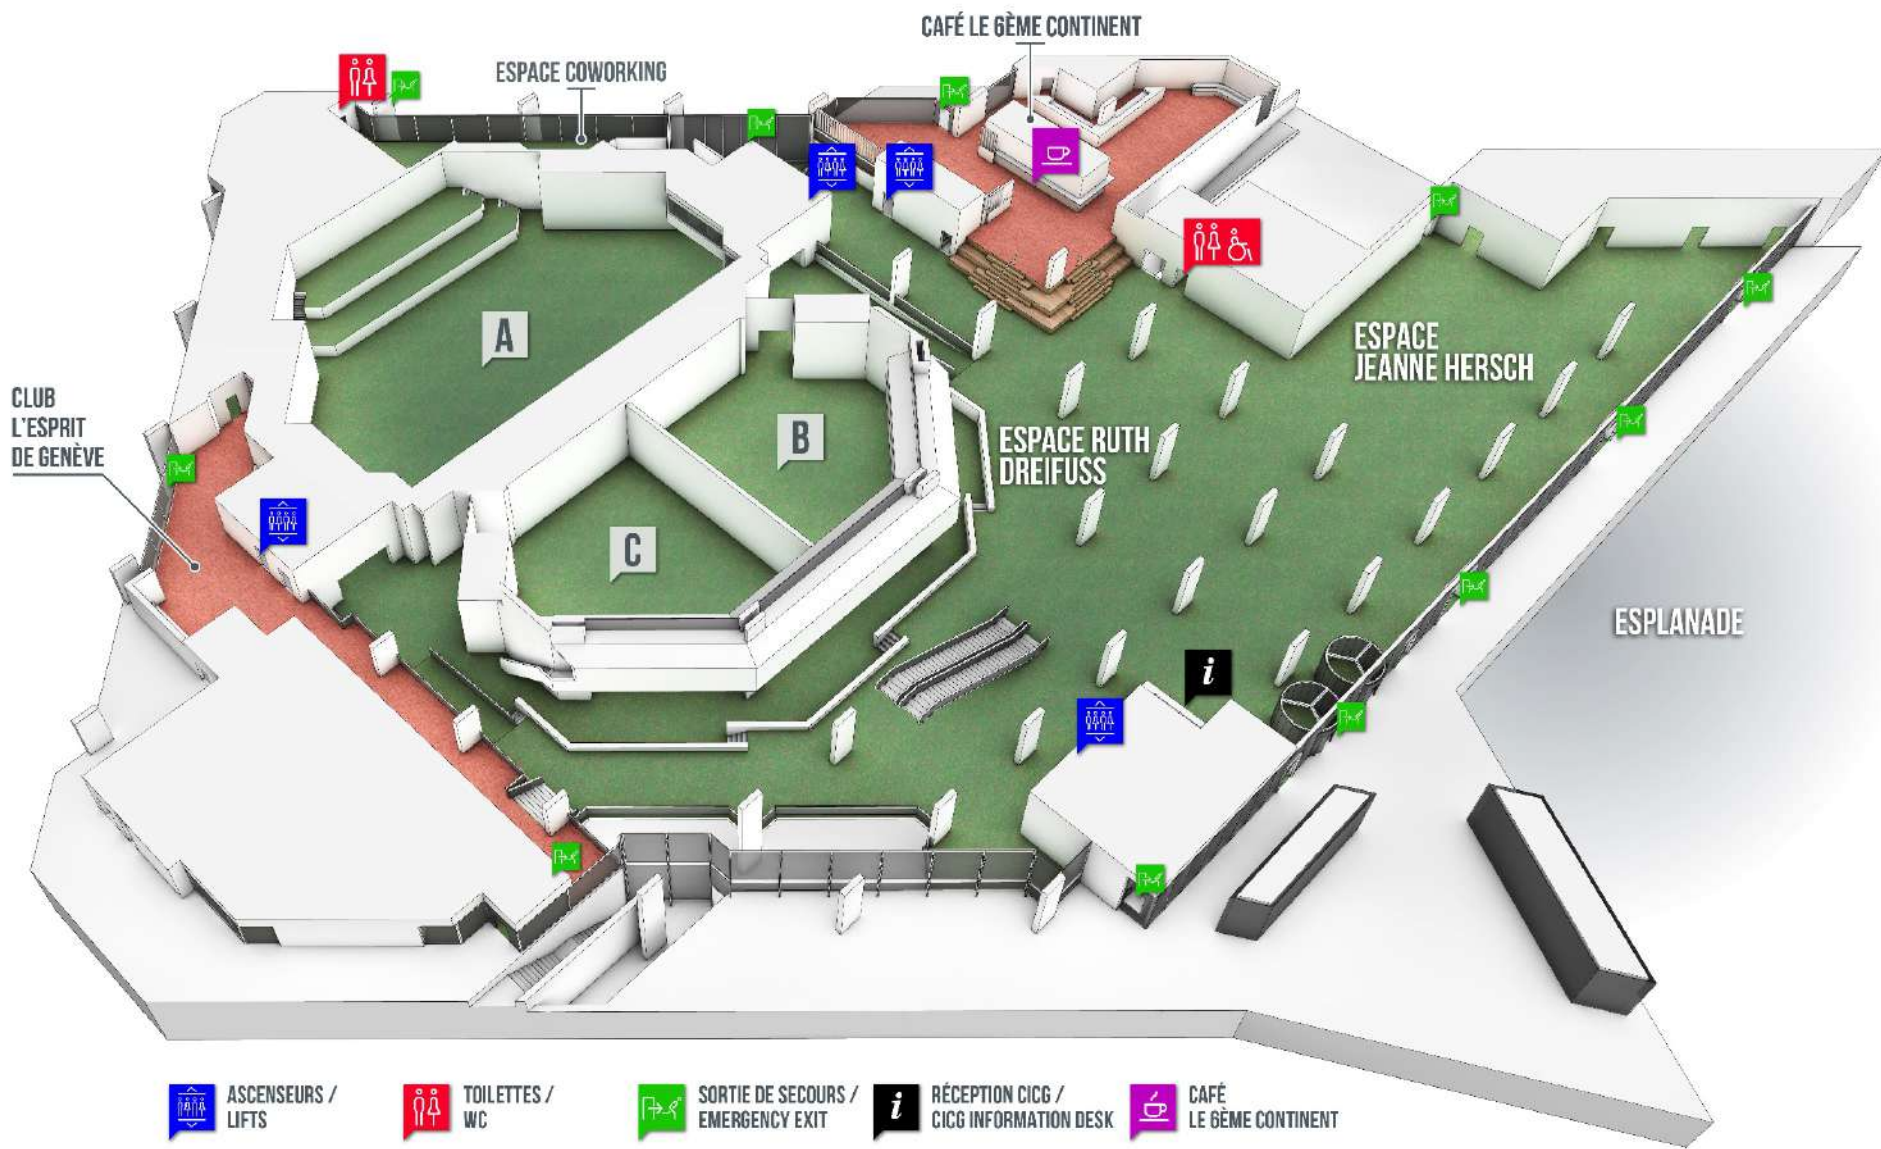 CAFÉ LE 6ÈME CONTINENT
ESPACE COWORKING
A
ESPACE
JEANNE HERSCH
CLUB
L'ESPRIT
DE GENÈVE
B
ESPACE RUTH
DREIFUSS
C
ESPLANADE
i
ASCENSEURS /
LIFTS
TOILETTES /
WC
SORTIE DE SECOURS /
EMERGENCY EXIT
i
RÉCEPTION CICG /
CICG INFORMATION DESK
CAFÉ
LE 6ÈME CONTINENT